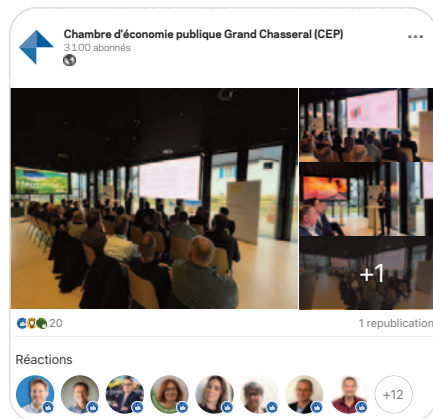 Chambre d'économie publique Grand Chasseral (CEP)
3100 abonnés
+1
20
1 republication
Réactions
+12